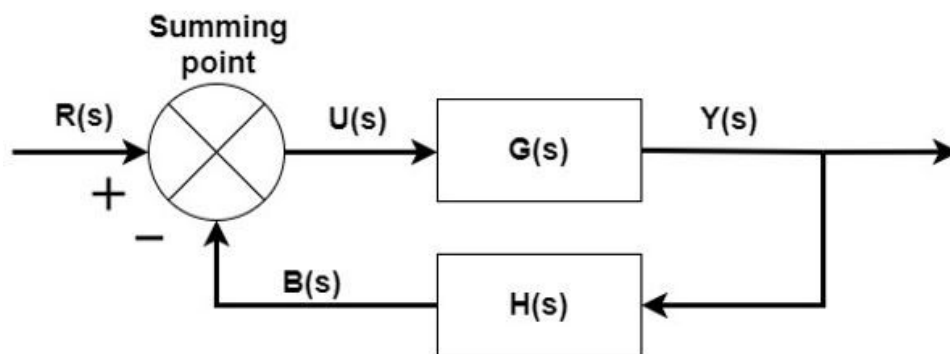 Summing
point
R(s)
U(s)
G(s)
Y(s)
+
−
B(s)
H(s)